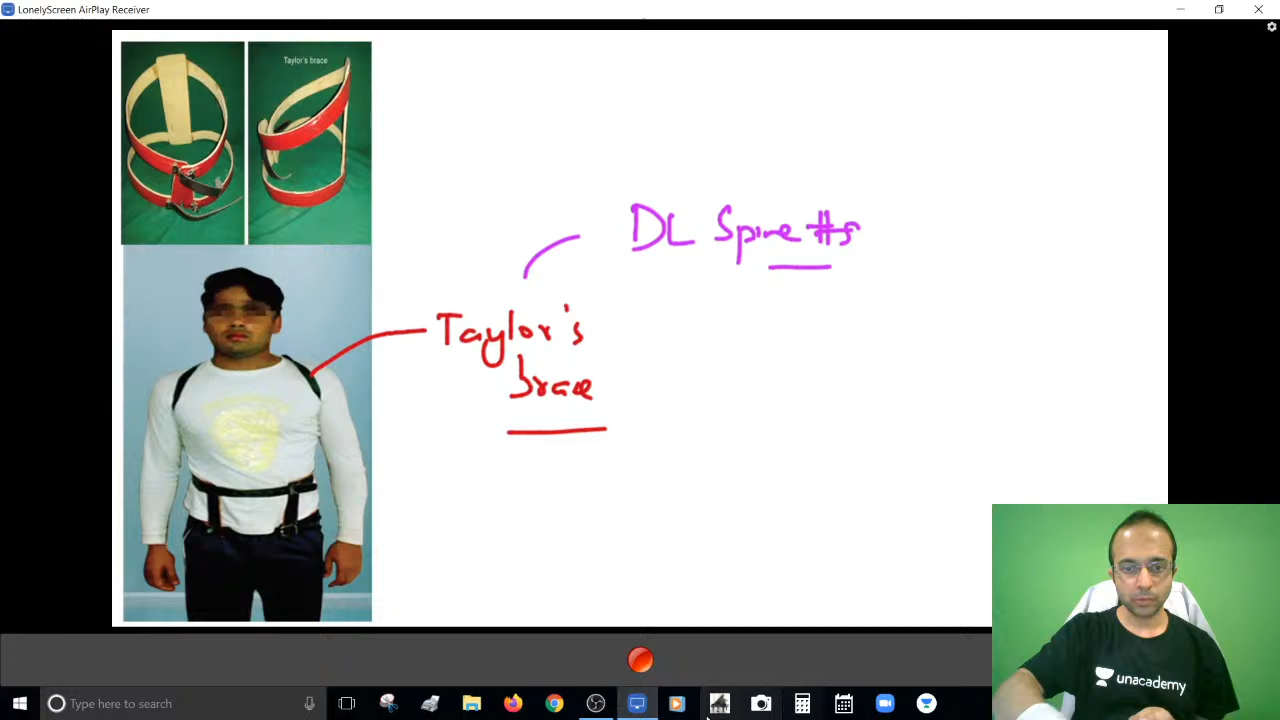 LonelyScreen AirPlay Receiver
Taylor's brace
DL Spine #s
Taylor's
brace
unacademy
Type here to search